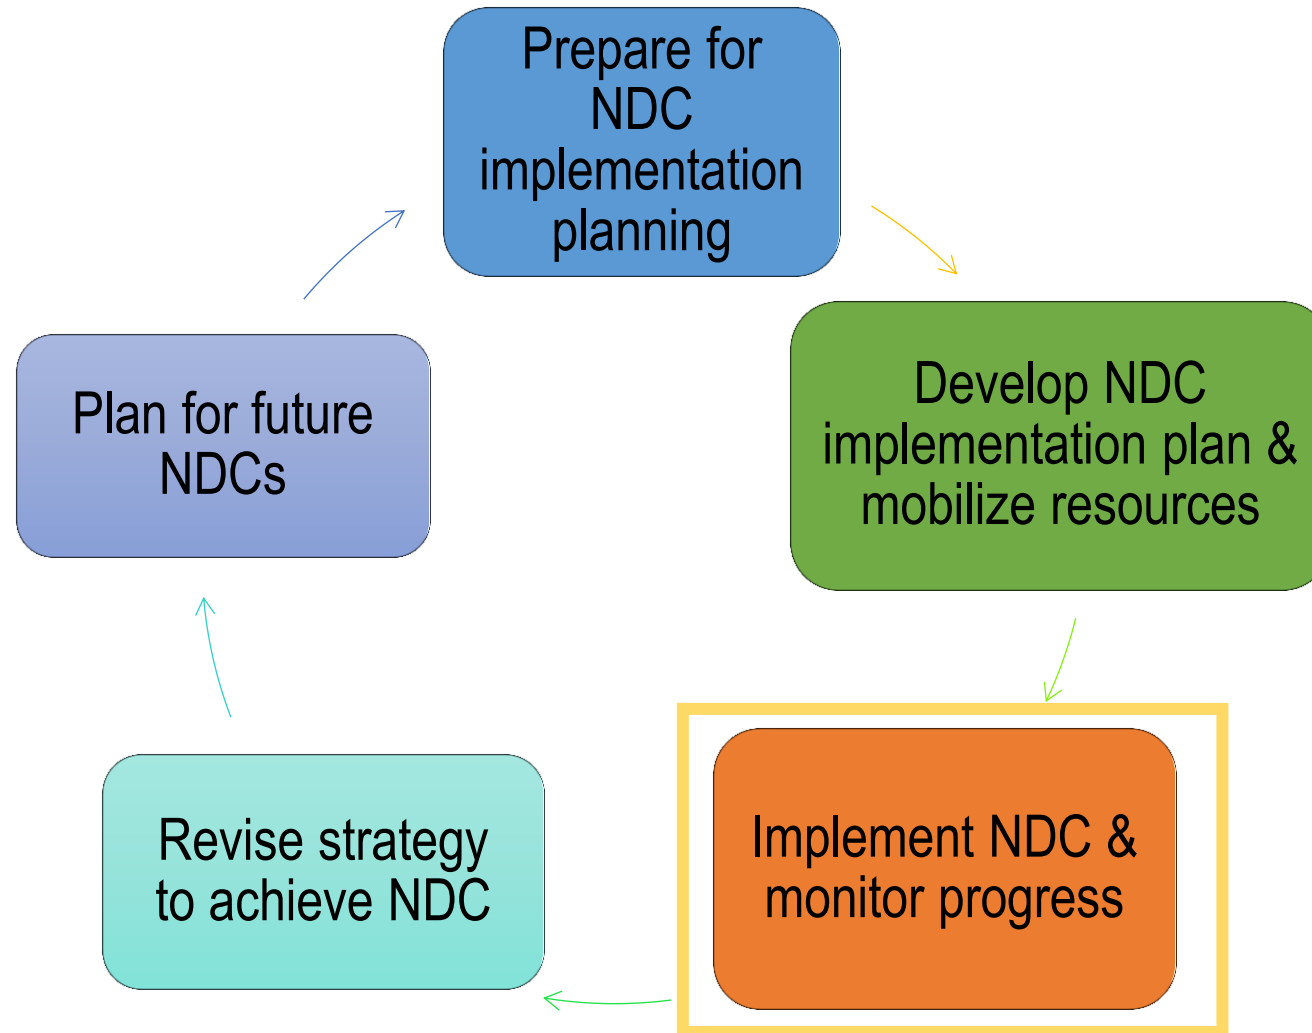 Prepare for
NDC
implementation
planning
Develop NDC
implementation plan &
mobilize resources
Implement NDC &
monitor progress
Revise strategy
to achieve NDC
Plan for future
NDCs